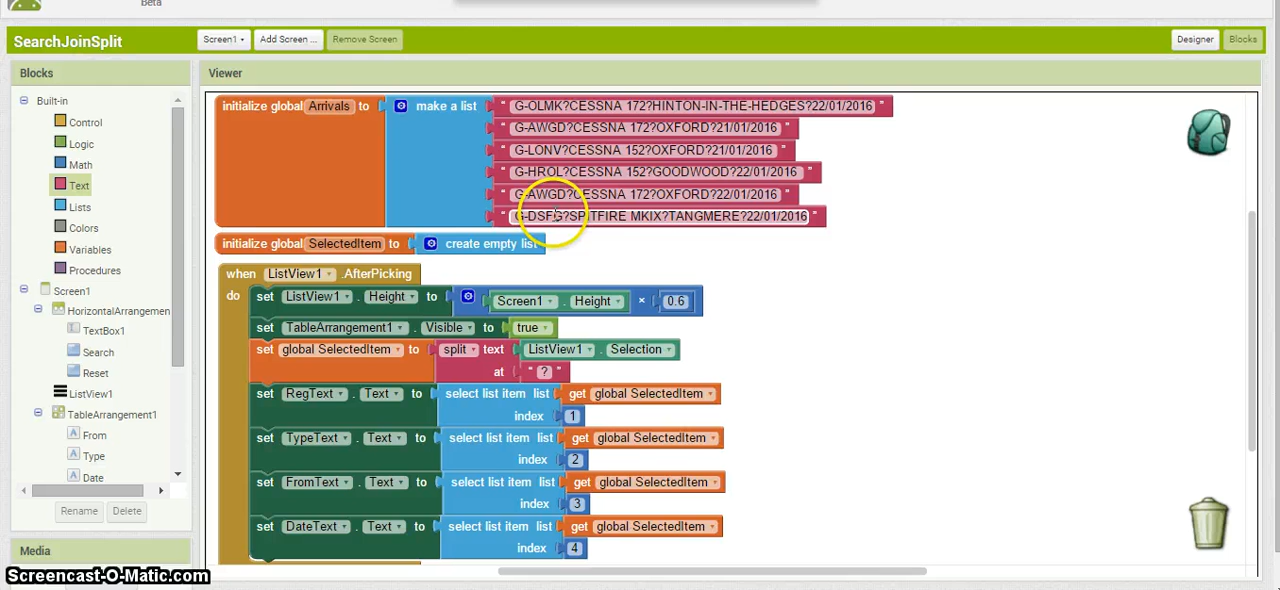 Beta
SearchJoinSplit Screen1 Add Screen ... Remove Screen Designer Blocks
Blocks
Viewer
Built-in
Control
Logic
Math
Text
Lists
Colors
Variables
Procedures
Screen1
HorizontalArrangemen
TextBox1
Search
Reset
ListView1
TableArrangement1
From
Type
Date
Rename Delete
Media
initialize global Arrivals to make a list " G-OLMK?CESSNA 172?HINTON-IN-THE-HEDGES?22/01/2016 "
" G-AWGD?CESSNA 172?OXFORD?21/01/2016 "
" G-LONV?CESSNA 152?OXFORD?21/01/2016 "
" G-HROL?CESSNA 152?GOODWOOD?22/01/2016 "
" G-AWGD?CESSNA 172?OXFORD?22/01/2016 "
" G-DSFG?SPITFIRE MKIX?TANGMERE?22/01/2016 "
initialize global SelectedItem to create empty list
when ListView1 .AfterPicking
do set ListView1 . Height to Screen1 . Height × 0.6
set TableArrangement1 . Visible to true
set global SelectedItem to split text ListView1 . Selection
at " ? "
set RegText . Text to select list item list get global SelectedItem
index 1
set TypeText . Text to select list item list get global SelectedItem
index 2
set FromText . Text to select list item list get global SelectedItem
index 3
set DateText . Text to select list item list get global SelectedItem
index 4
Screencast-O-Matic.com